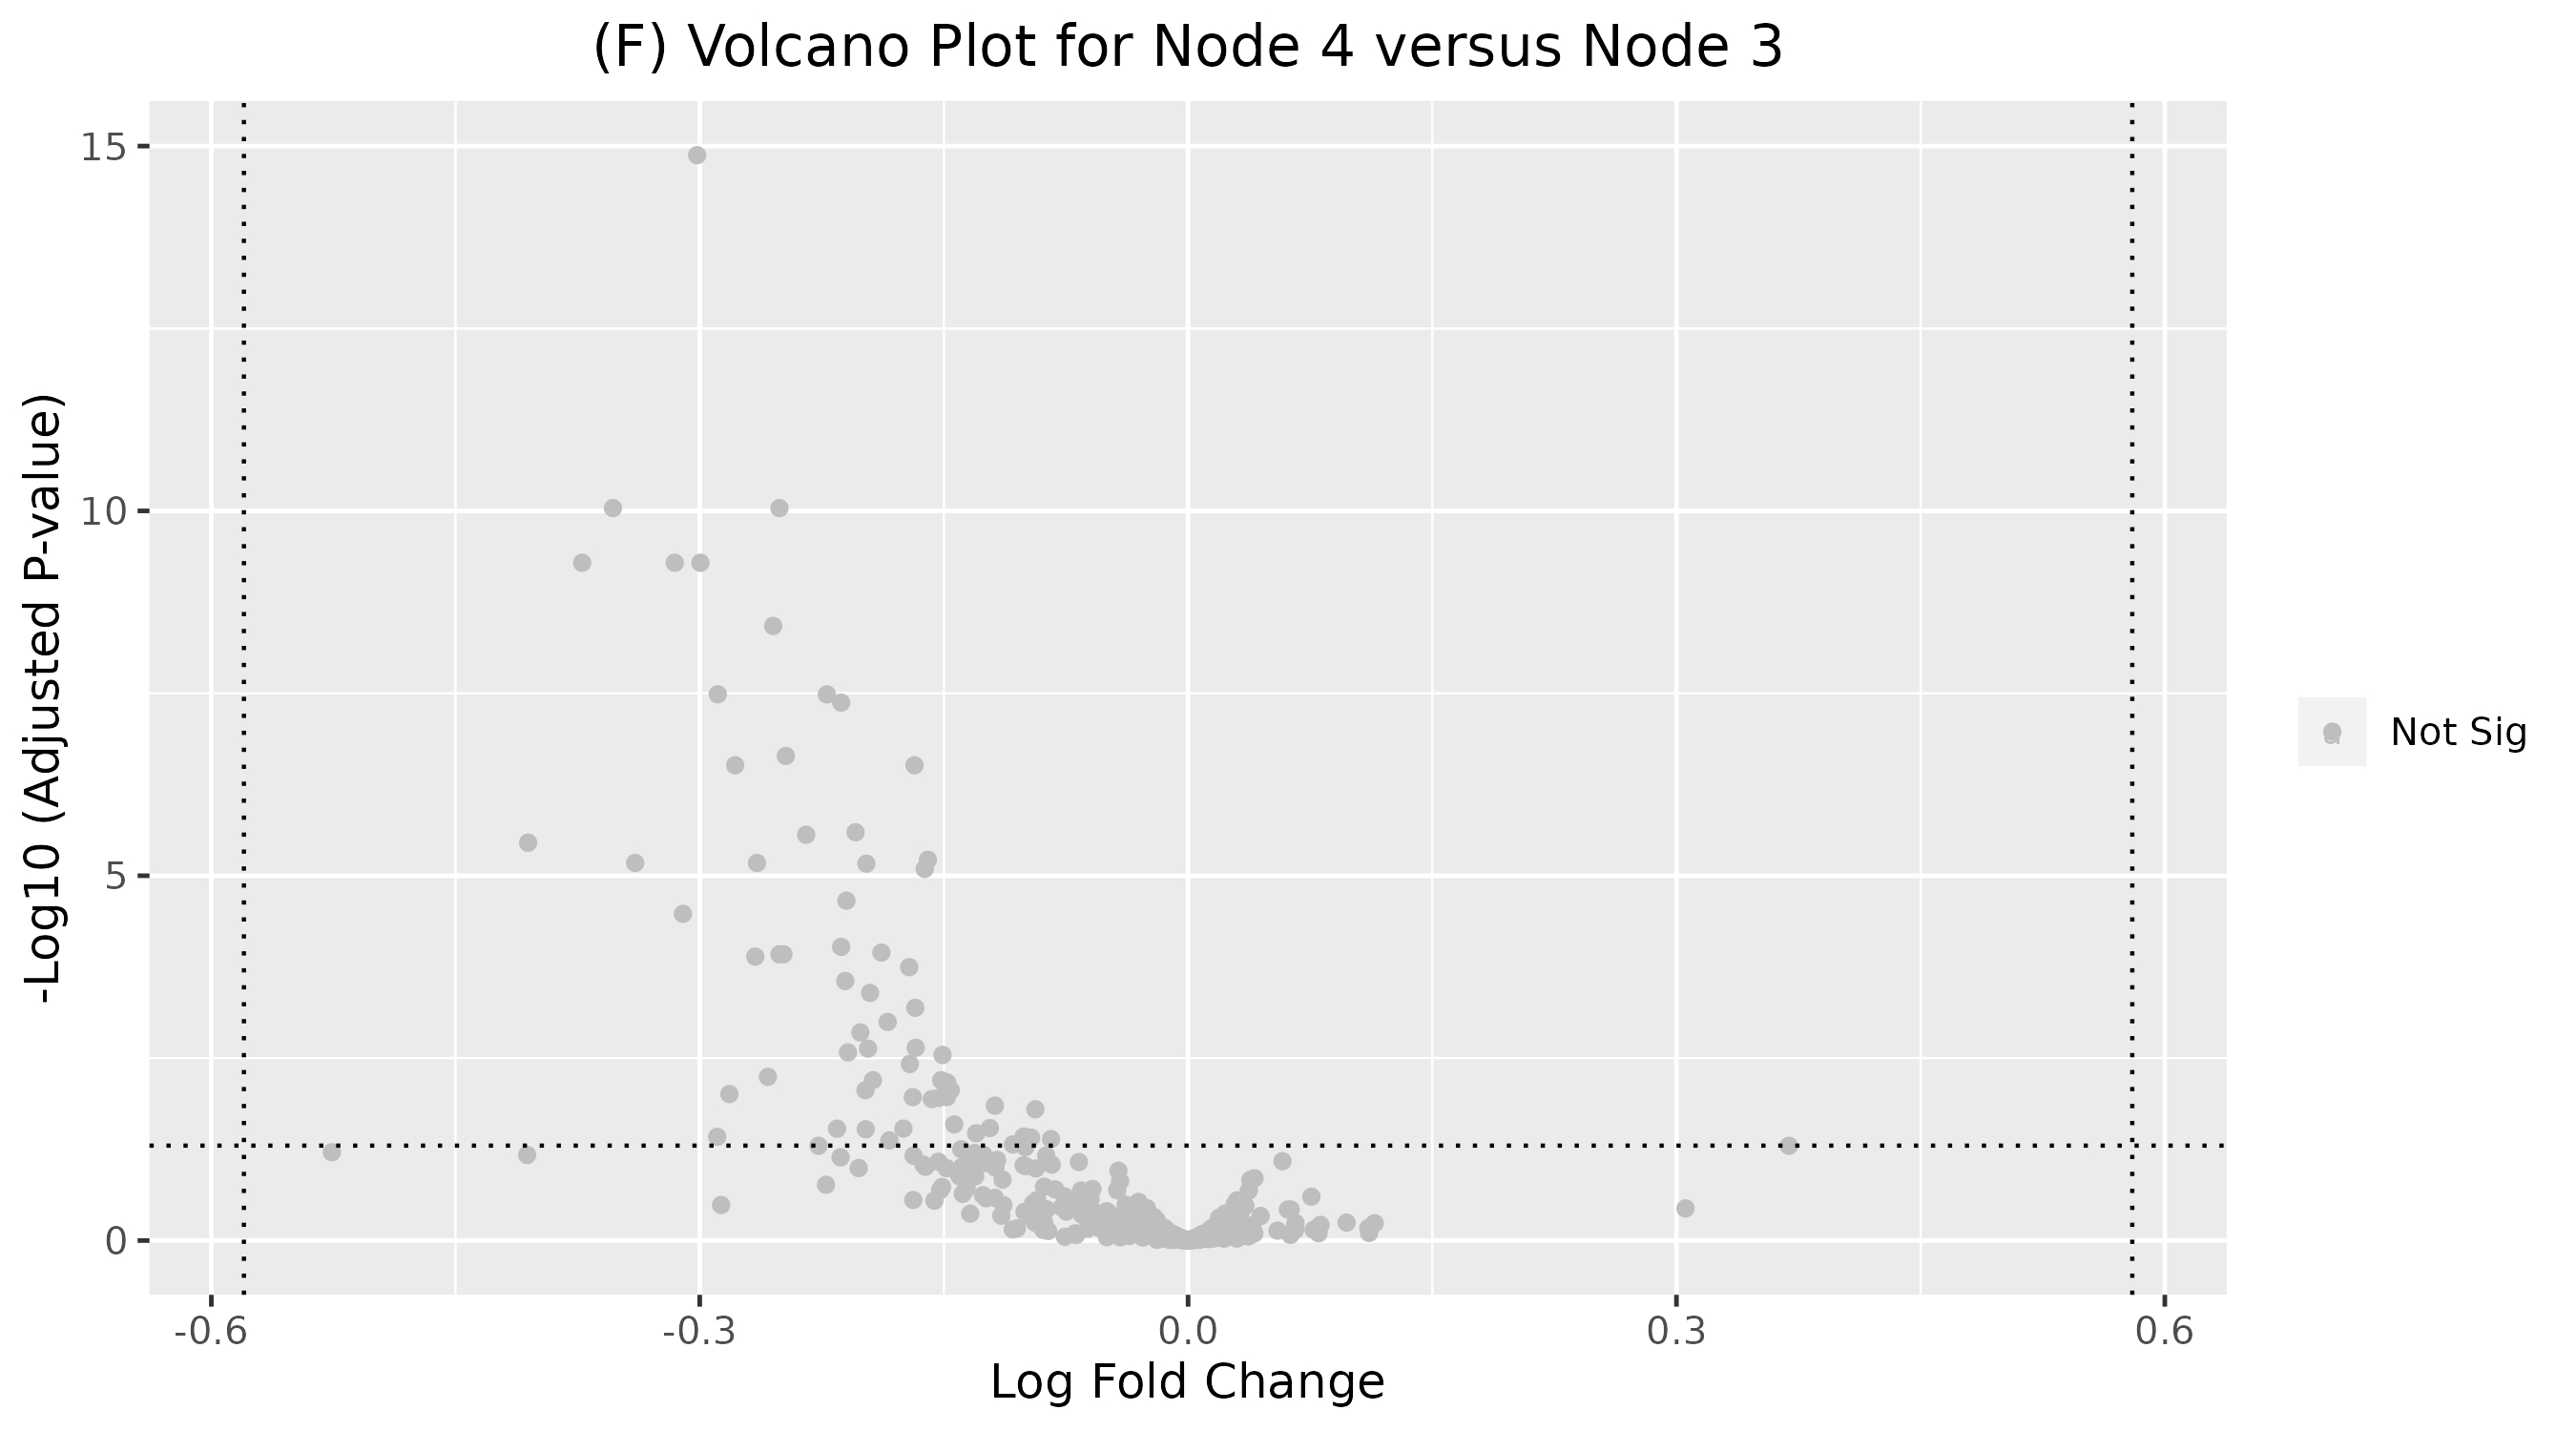 (F) Volcano Plot for Node 4 versus Node 3
-Log10 (Adjusted P-value)
15
10
5
0
-0.6
-0.3
0.0
0.3
0.6
Log Fold Change
a
Not Sig